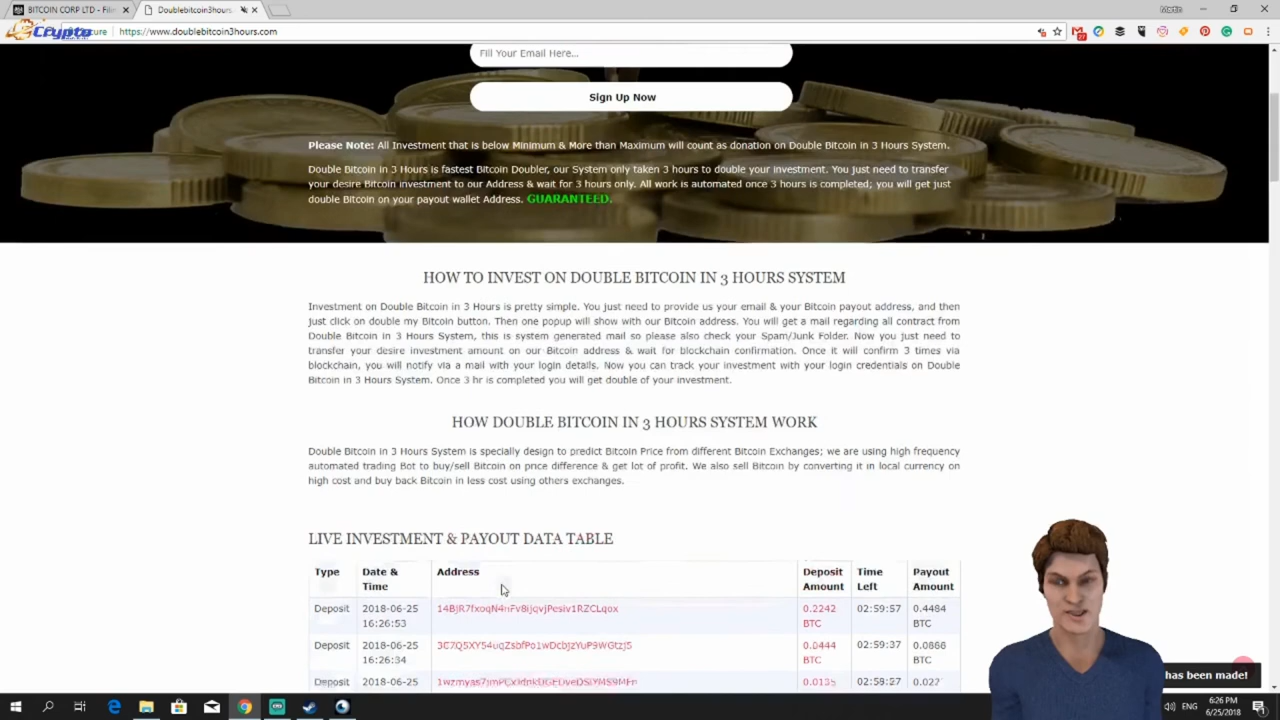 BITCOIN CORP LTD - Filin
Doublebitcoin3hours.
Motin
Crypto
cure
https://www.doublebitcoin3hours.com
27
Fill Your Email Here...
Sign Up Now
Please Note: All Investment that is below Minimum & More than Maximum will count as donation on Double Bitcoin in 3 Hours System.
Double Bitcoin in 3 Hours is fastest Bitcoin Doubler, our System only taken 3 hours to double your investment. You just need to transfer
your desire Bitcoin investment to our Address & wait for 3 hours only. All work is automated once 3 hours is completed; you will get just
double Bitcoin on your payout wallet Address. GUARANTEED.
HOW TO INVEST ON DOUBLE BITCOIN IN 3 HOURS SYSTEM
Investment on Double Bitcoin in 3 Hours is pretty simple. You just need to provide us your email & your Bitcoin payout address, and then
just click on double my Bitcoin button. Then one popup will show with our Bitcoin address. You will get a mail regarding all contract from
Double Bitcoin in 3 Hours System, this is system generated mail so please also check your Spam/Junk Folder. Now you just need to
transfer your desire investment amount on our Bitcoin address & wait for blockchain confirmation. Once it will confirm 3 times via
blockchain, you will notify via a mail with your login details. Now you can track your investment with your login credentials on Double
Bitcoin in 3 Hours System. Once 3 hr is completed you will get double of your investment.
HOW DOUBLE BITCOIN IN 3 HOURS SYSTEM WORK
Double Bitcoin in 3 Hours System is specially design to predict Bitcoin Price from different Bitcoin Exchanges; we are using high frequency
automated trading Bot to buy/sell Bitcoin on price difference & get lot of profit. We also sell Bitcoin by converting it in local currency on
high cost and buy back Bitcoin in less cost using others exchanges.
LIVE INVESTMENT & PAYOUT DATA TABLE
Type Date & Time Address Deposit Amount Time Left Payout Amount
Deposit 2018-06-25 16:26:53 0.2242 BTC 02:59:57 0.4484 BTC
Deposit 2018-06-25 16:26:34 0.0444 BTC 02:59:37 0.0888 BTC
Deposit 2018-06-25 02:59:27
has been made!
ENG
6:26 PM
6/25/2018